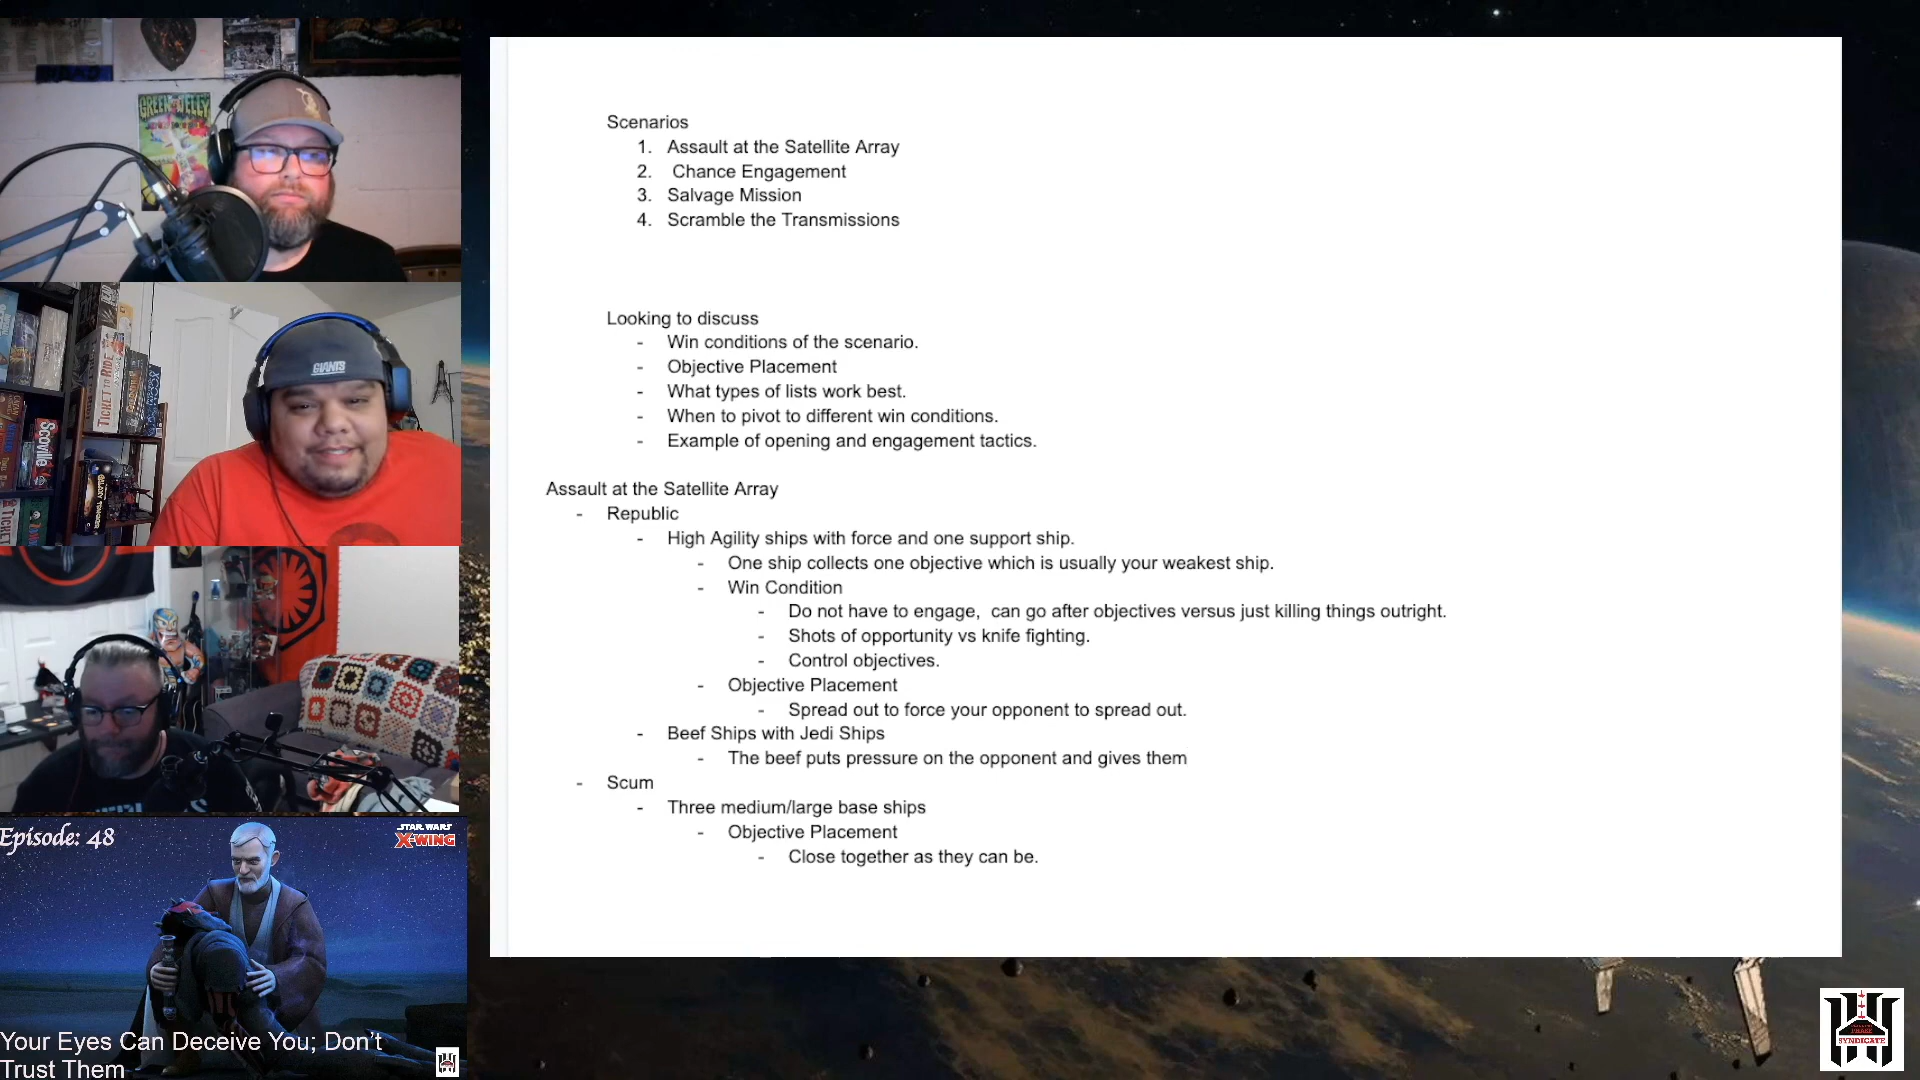 GREEN JELLY
TICKET TO RIDE
Scoville
GIANTS
Episode: 48
STAR WARS
X-WING
Your Eyes Can Deceive You; Don't
Trust Them
Scenarios
1. Assault at the Satellite Array
2. Chance Engagement
3. Salvage Mission
4. Scramble the Transmissions
Looking to discuss
- Win conditions of the scenario.
- Objective Placement
- What types of lists work best.
- When to pivot to different win conditions.
- Example of opening and engagement tactics.
Assault at the Satellite Array
- Republic
- High Agility ships with force and one support ship.
- One ship collects one objective which is usually your weakest ship.
- Win Condition
- Do not have to engage,  can go after objectives versus just killing things outright.
- Shots of opportunity vs knife fighting.
- Control objectives.
- Objective Placement
- Spread out to force your opponent to spread out.
- Beef Ships with Jedi Ships
- The beef puts pressure on the opponent and gives them
- Scum
- Three medium/large base ships
- Objective Placement
- Close together as they can be.
SYNDICATE